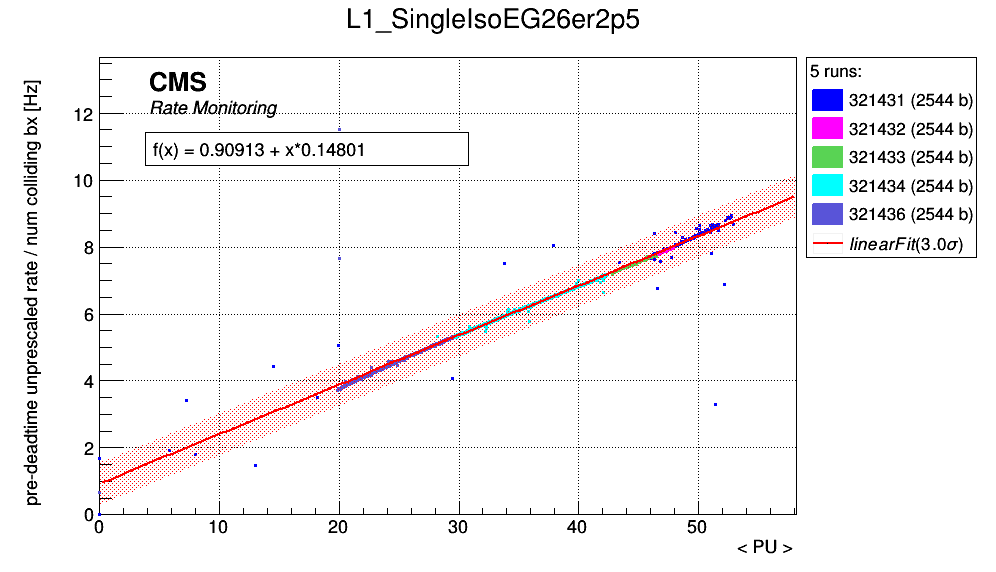 L1_SingleIsoEG26er2p5
pre-deadtime unprescaled rate / num colliding bx [Hz]
CMS
Rate Monitoring
f(x) = 0.90913 + x*0.14801
12
10
8
6
4
2
0
0 10 20 30 40 50
< PU >
5 runs:
321431 (2544 b)
321432 (2544 b)
321433 (2544 b)
321434 (2544 b)
321436 (2544 b)
linearFit(3.0σ)